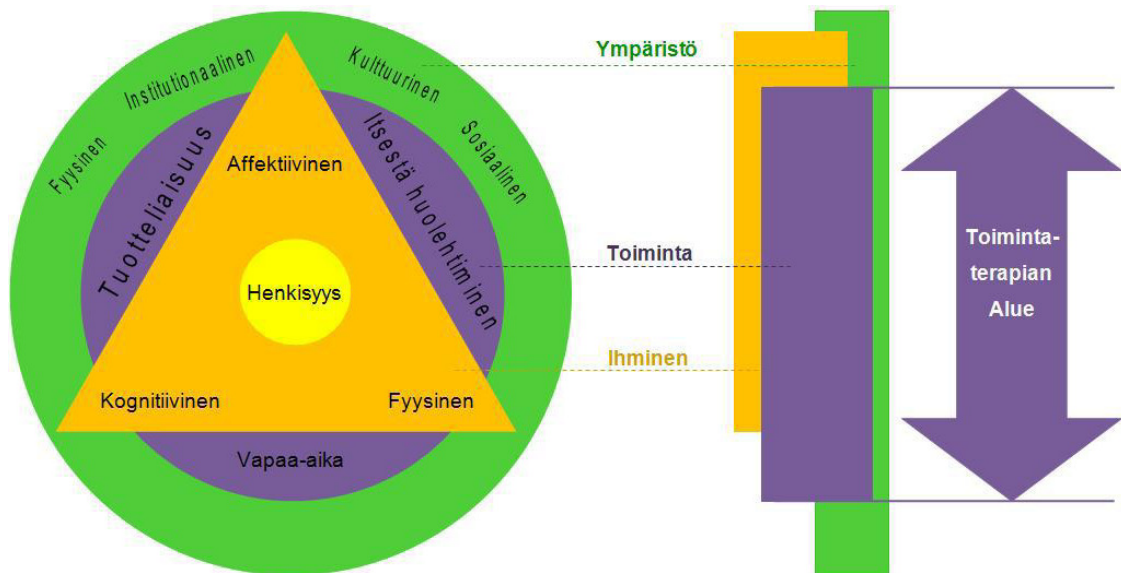 Fyysinen
Institutionaalinen
Kulttuurinen
Sosiaalinen
Tuotteliaisuus
Itsestä huolehtiminen
Vapaa-aika
Affektiivinen
Henkisyys
Kognitiivinen
Fyysinen
Ympäristö
Toiminta
Ihminen
Toiminta-
terapian
Alue